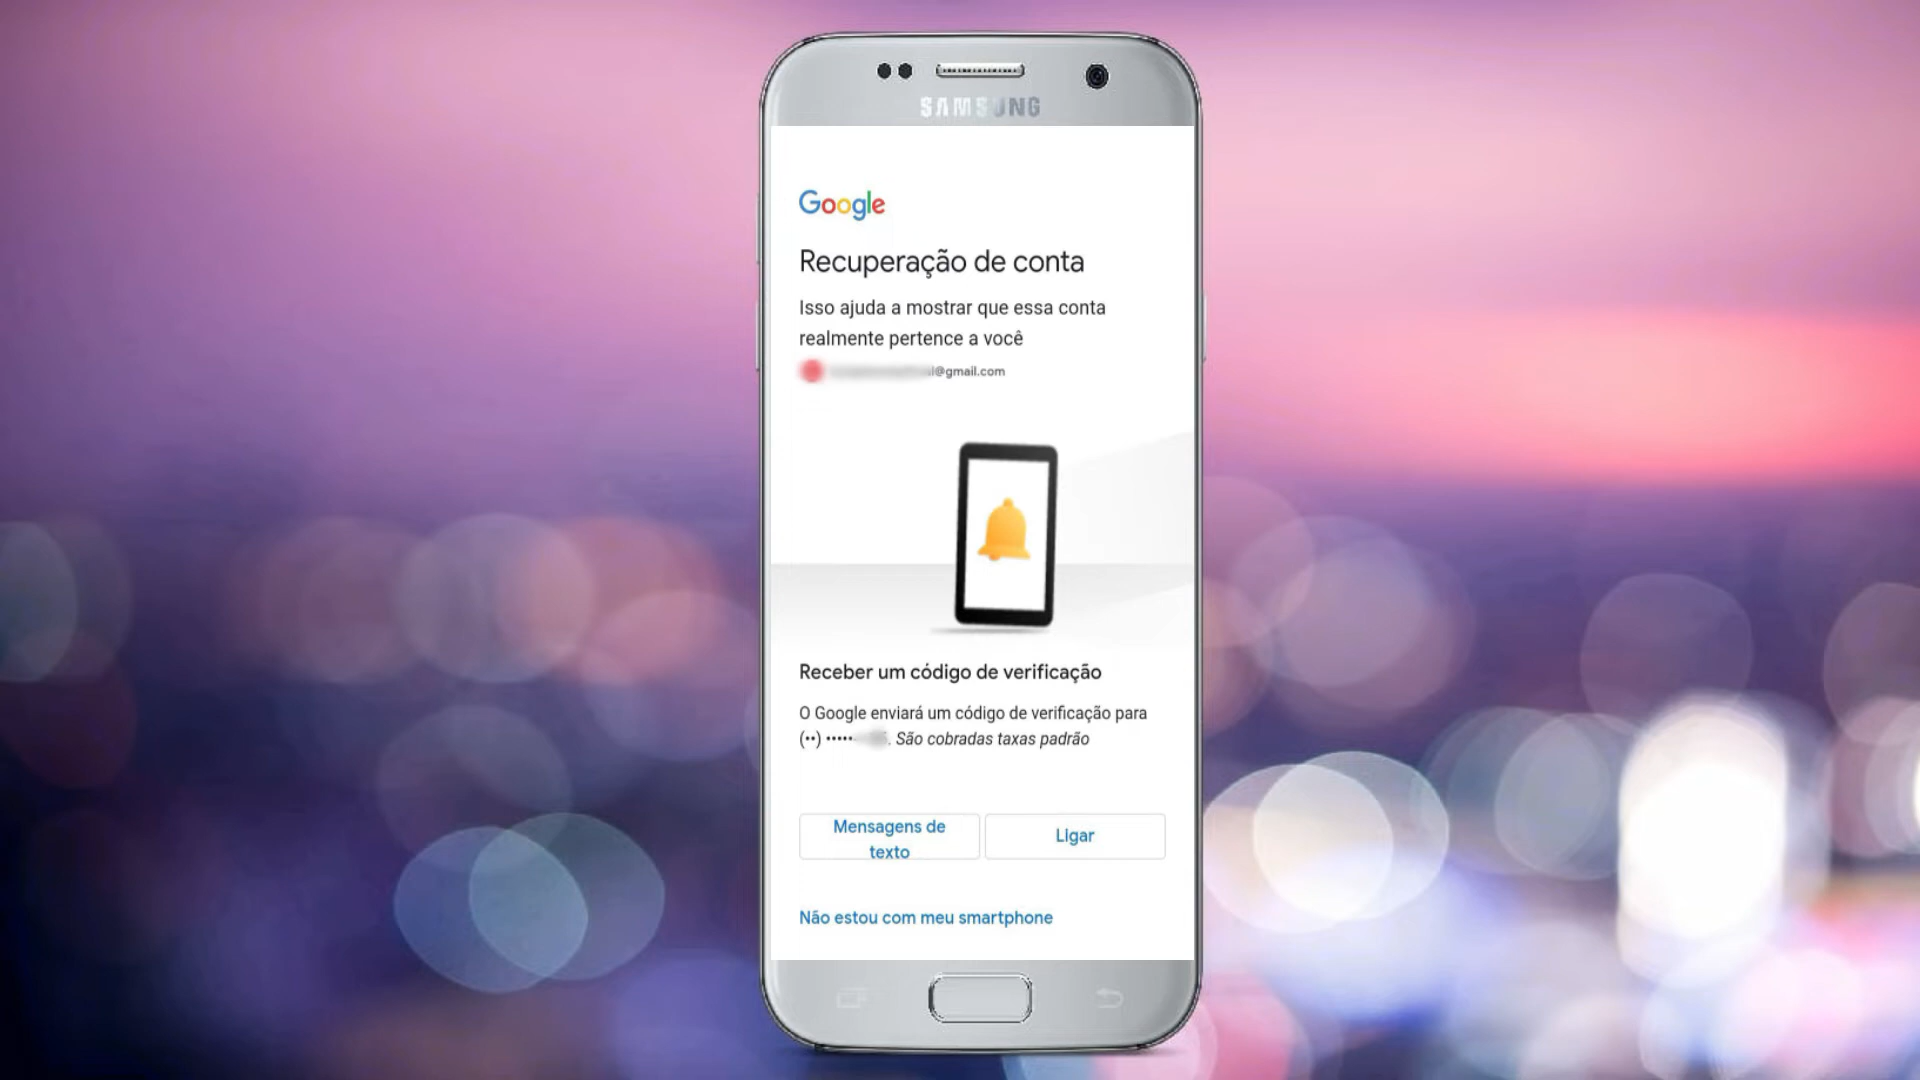 SAMSUNG
Google
Recuperação de conta
Isso ajuda a mostrar que essa conta
realmente pertence a você
l@gmail.com
Receber um código de verificação
O Google enviará um código de verificação para
(••) •••••. São cobradas taxas padrão
Mensagens de
texto
Ligar
Não estou com meu smartphone